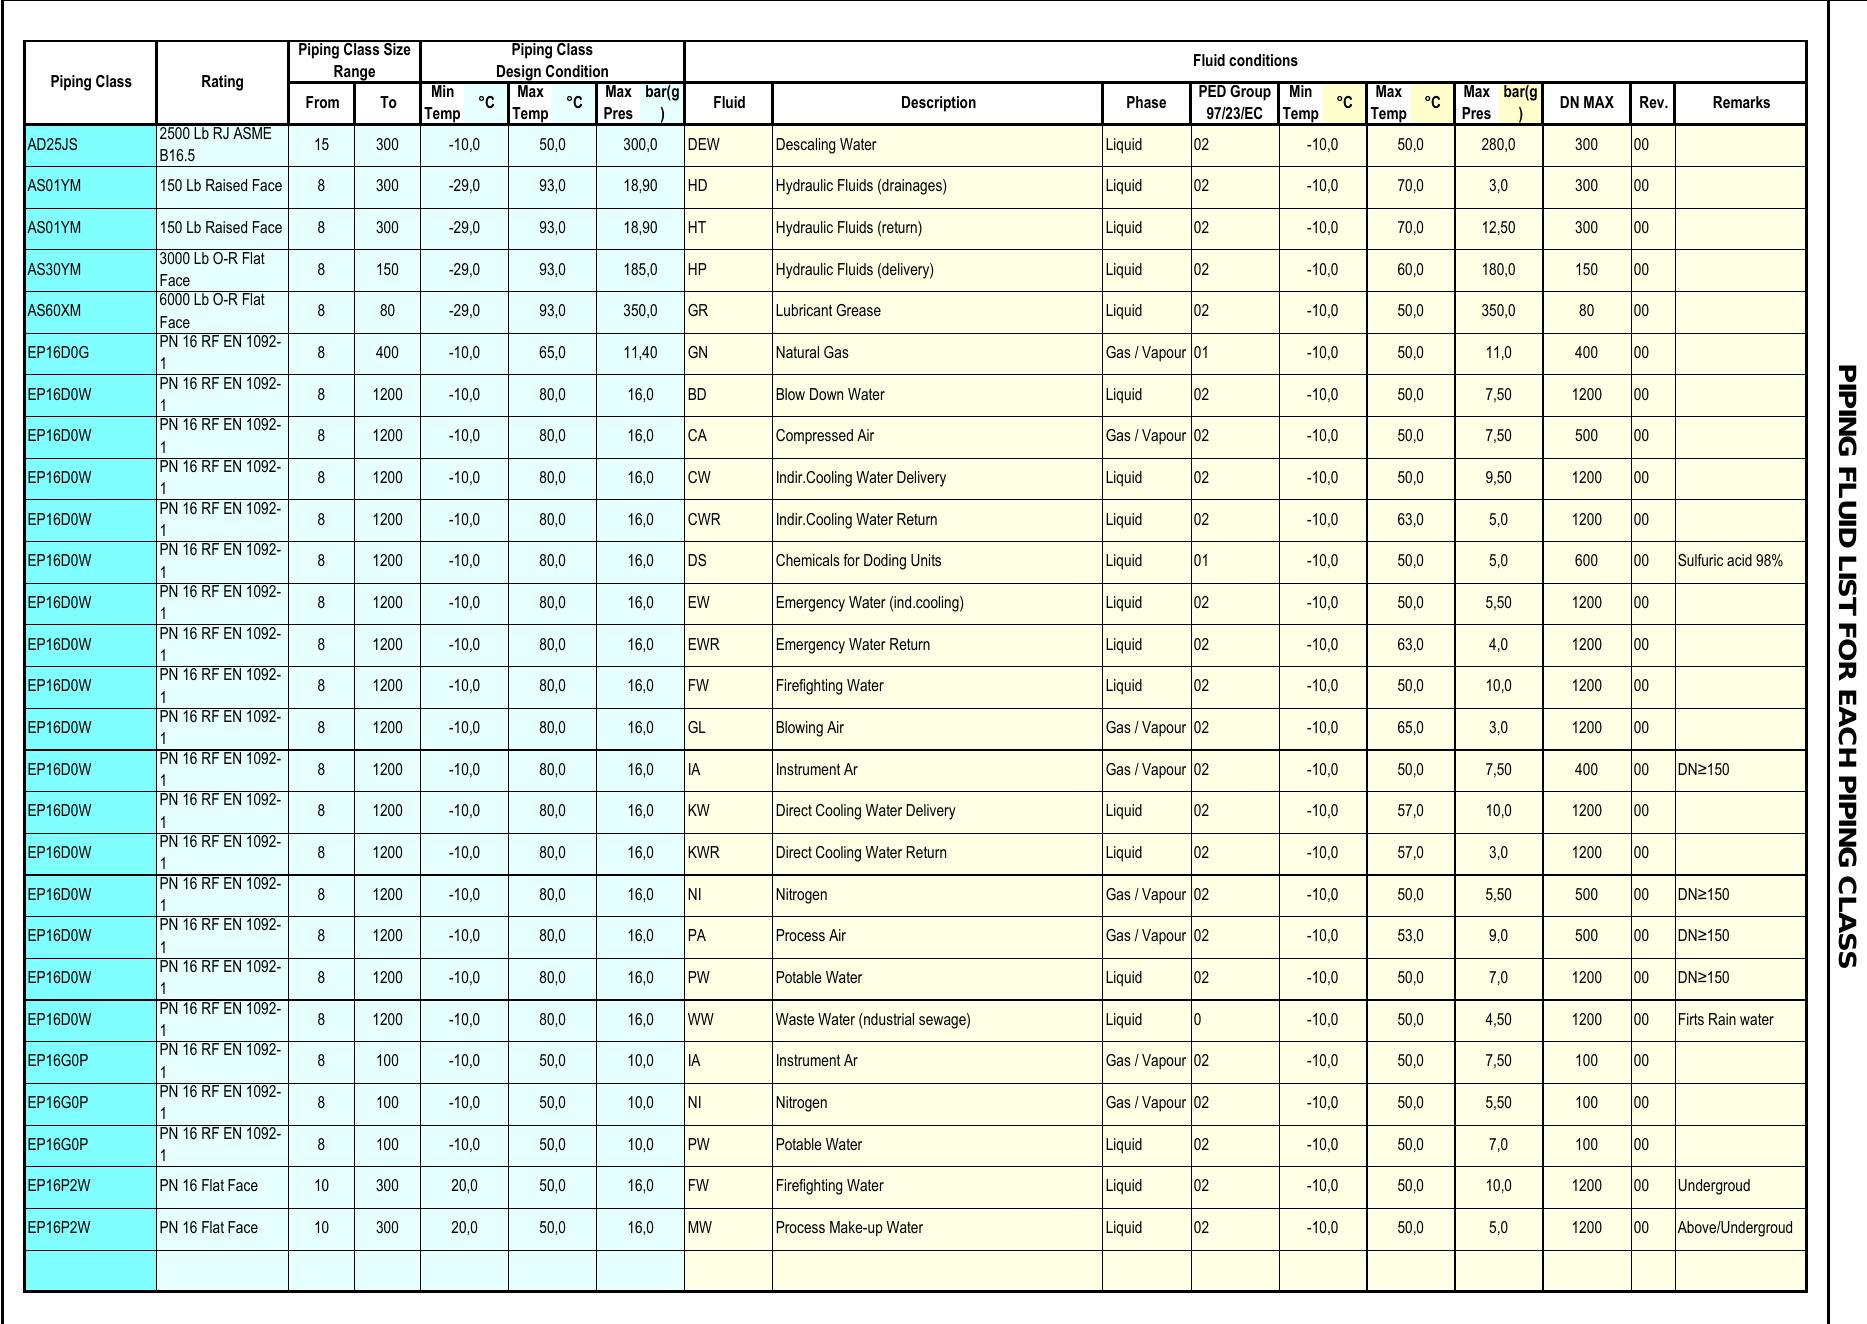 Piping Class Rating Piping Class Size Range Piping Class Design Condition Fluid conditions
From To Min Temp °C Max Temp °C Max Pres bar(g) Fluid Description Phase PED Group 97/23/EC Min Temp °C Max Temp °C Max Pres bar(g) DN MAX Rev. Remarks
AD25JS 2500 Lb RJ ASME B16.5 15 300 -10,0 50,0 300,0 DEW Descaling Water Liquid 02 -10,0 50,0 280,0 300 00
AS01YM 150 Lb Raised Face 8 300 -29,0 93,0 18,90 HD Hydraulic Fluids (drainages) Liquid 02 -10,0 70,0 3,0 300 00
AS01YM 150 Lb Raised Face 8 300 -29,0 93,0 18,90 HT Hydraulic Fluids (return) Liquid 02 -10,0 70,0 12,50 300 00
AS30YM 3000 Lb O-R Flat Face 8 150 -29,0 93,0 185,0 HP Hydraulic Fluids (delivery) Liquid 02 -10,0 60,0 180,0 150 00
AS60XM 6000 Lb O-R Flat Face 8 80 -29,0 93,0 350,0 GR Lubricant Grease Liquid 02 -10,0 50,0 350,0 80 00
EP16D0G PN 16 RF EN 1092-1 8 400 -10,0 65,0 11,40 GN Natural Gas Gas / Vapour 01 -10,0 50,0 11,0 400 00
EP16D0W PN 16 RF EN 1092-1 8 1200 -10,0 80,0 16,0 BD Blow Down Water Liquid 02 -10,0 50,0 7,50 1200 00
EP16D0W PN 16 RF EN 1092-1 8 1200 -10,0 80,0 16,0 CA Compressed Air Gas / Vapour 02 -10,0 50,0 7,50 500 00
EP16D0W PN 16 RF EN 1092-1 8 1200 -10,0 80,0 16,0 CW Indir.Cooling Water Delivery Liquid 02 -10,0 50,0 9,50 1200 00
EP16D0W PN 16 RF EN 1092-1 8 1200 -10,0 80,0 16,0 CWR Indir.Cooling Water Return Liquid 02 -10,0 63,0 5,0 1200 00
EP16D0W PN 16 RF EN 1092-1 8 1200 -10,0 80,0 16,0 DS Chemicals for Doding Units Liquid 01 -10,0 50,0 5,0 600 00 Sulfuric acid 98%
EP16D0W PN 16 RF EN 1092-1 8 1200 -10,0 80,0 16,0 EW Emergency Water (ind.cooling) Liquid 02 -10,0 50,0 5,50 1200 00
EP16D0W PN 16 RF EN 1092-1 8 1200 -10,0 80,0 16,0 EWR Emergency Water Return Liquid 02 -10,0 63,0 4,0 1200 00
EP16D0W PN 16 RF EN 1092-1 8 1200 -10,0 80,0 16,0 FW Firefighting Water Liquid 02 -10,0 50,0 10,0 1200 00
EP16D0W PN 16 RF EN 1092-1 8 1200 -10,0 80,0 16,0 GL Blowing Air Gas / Vapour 02 -10,0 65,0 3,0 1200 00
EP16D0W PN 16 RF EN 1092-1 8 1200 -10,0 80,0 16,0 IA Instrument Ar Gas / Vapour 02 -10,0 50,0 7,50 400 00 DN≥150
EP16D0W PN 16 RF EN 1092-1 8 1200 -10,0 80,0 16,0 KW Direct Cooling Water Delivery Liquid 02 -10,0 57,0 10,0 1200 00
EP16D0W PN 16 RF EN 1092-1 8 1200 -10,0 80,0 16,0 KWR Direct Cooling Water Return Liquid 02 -10,0 57,0 3,0 1200 00
EP16D0W PN 16 RF EN 1092-1 8 1200 -10,0 80,0 16,0 NI Nitrogen Gas / Vapour 02 -10,0 50,0 5,50 500 00 DN≥150
EP16D0W PN 16 RF EN 1092-1 8 1200 -10,0 80,0 16,0 PA Process Air Gas / Vapour 02 -10,0 53,0 9,0 500 00 DN≥150
EP16D0W PN 16 RF EN 1092-1 8 1200 -10,0 80,0 16,0 PW Potable Water Liquid 02 -10,0 50,0 7,0 1200 00 DN≥150
EP16D0W PN 16 RF EN 1092-1 8 1200 -10,0 80,0 16,0 WW Waste Water (ndustrial sewage) Liquid 0 -10,0 50,0 4,50 1200 00 Firts Rain water
EP16G0P PN 16 RF EN 1092-1 8 100 -10,0 50,0 10,0 IA Instrument Ar Gas / Vapour 02 -10,0 50,0 7,50 100 00
EP16G0P PN 16 RF EN 1092-1 8 100 -10,0 50,0 10,0 NI Nitrogen Gas / Vapour 02 -10,0 50,0 5,50 100 00
EP16G0P PN 16 RF EN 1092-1 8 100 -10,0 50,0 10,0 PW Potable Water Liquid 02 -10,0 50,0 7,0 100 00
EP16P2W PN 16 Flat Face 10 300 20,0 50,0 16,0 FW Firefighting Water Liquid 02 -10,0 50,0 10,0 1200 00 Undergroud
EP16P2W PN 16 Flat Face 10 300 20,0 50,0 16,0 MW Process Make-up Water Liquid 02 -10,0 50,0 5,0 1200 00 Above/Undergroud
PIPING FLUID LIST FOR EACH PIPING CLASS